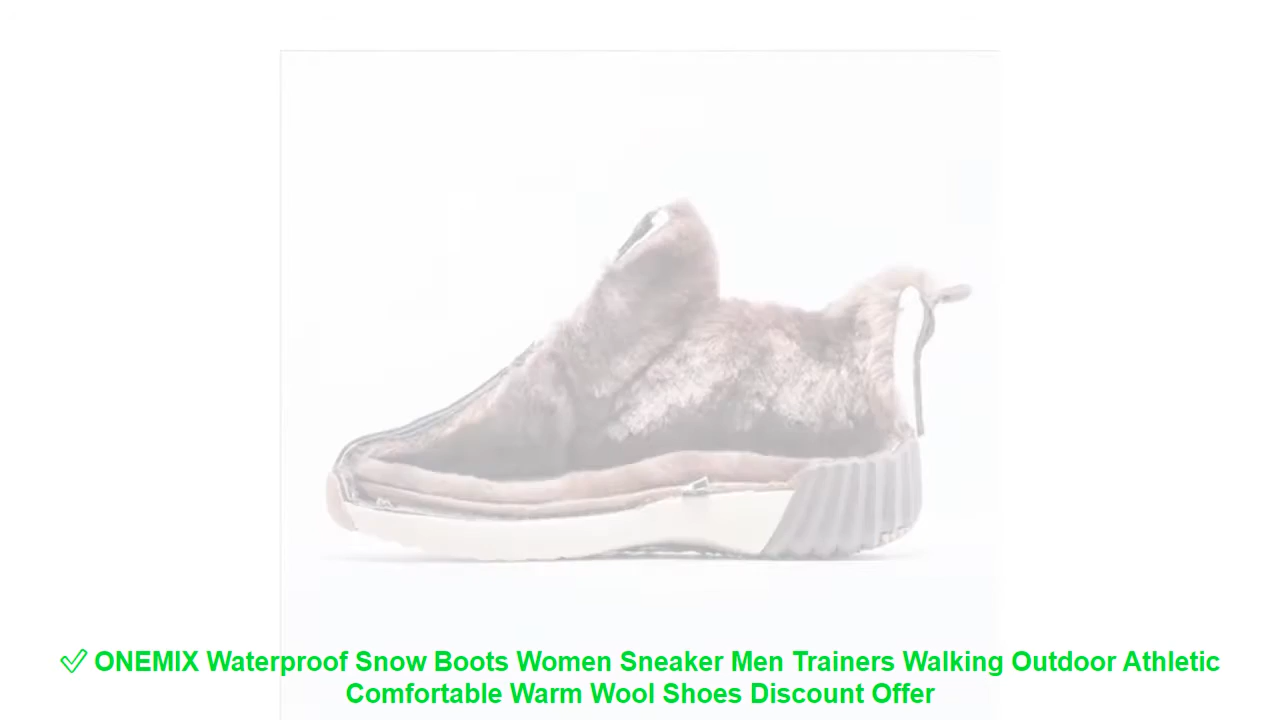 ✅ ONEMIX Waterproof Snow Boots Women Sneaker Men Trainers Walking Outdoor Athletic
Comfortable Warm Wool Shoes Discount Offer